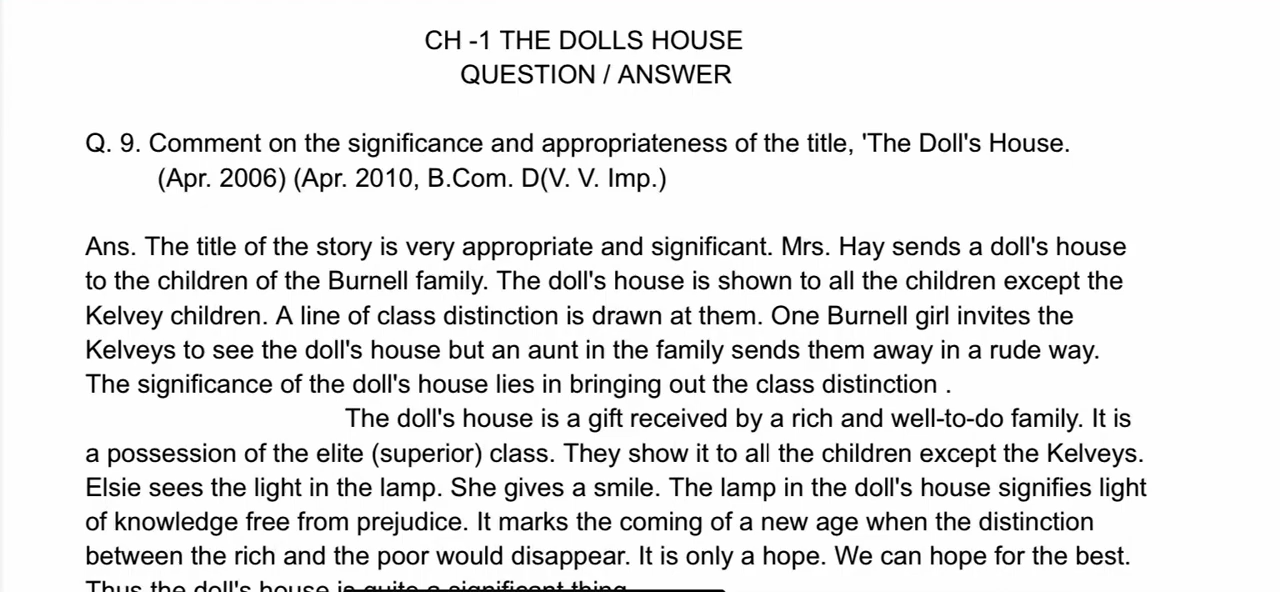 CH -1 THE DOLLS HOUSE
QUESTION / ANSWER
Q. 9. Comment on the significance and appropriateness of the title, 'The Doll's House.
(Apr. 2006) (Apr. 2010, B.Com. D(V. V. Imp.)
Ans. The title of the story is very appropriate and significant. Mrs. Hay sends a doll's house
to the children of the Burnell family. The doll's house is shown to all the children except the
Kelvey children. A line of class distinction is drawn at them. One Burnell girl invites the
Kelveys to see the doll's house but an aunt in the family sends them away in a rude way.
The significance of the doll's house lies in bringing out the class distinction .
The doll's house is a gift received by a rich and well-to-do family. It is
a possession of the elite (superior) class. They show it to all the children except the Kelveys.
Elsie sees the light in the lamp. She gives a smile. The lamp in the doll's house signifies light
of knowledge free from prejudice. It marks the coming of a new age when the distinction
between the rich and the poor would disappear. It is only a hope. We can hope for the best.
Thus the doll's house is quite a significant thing